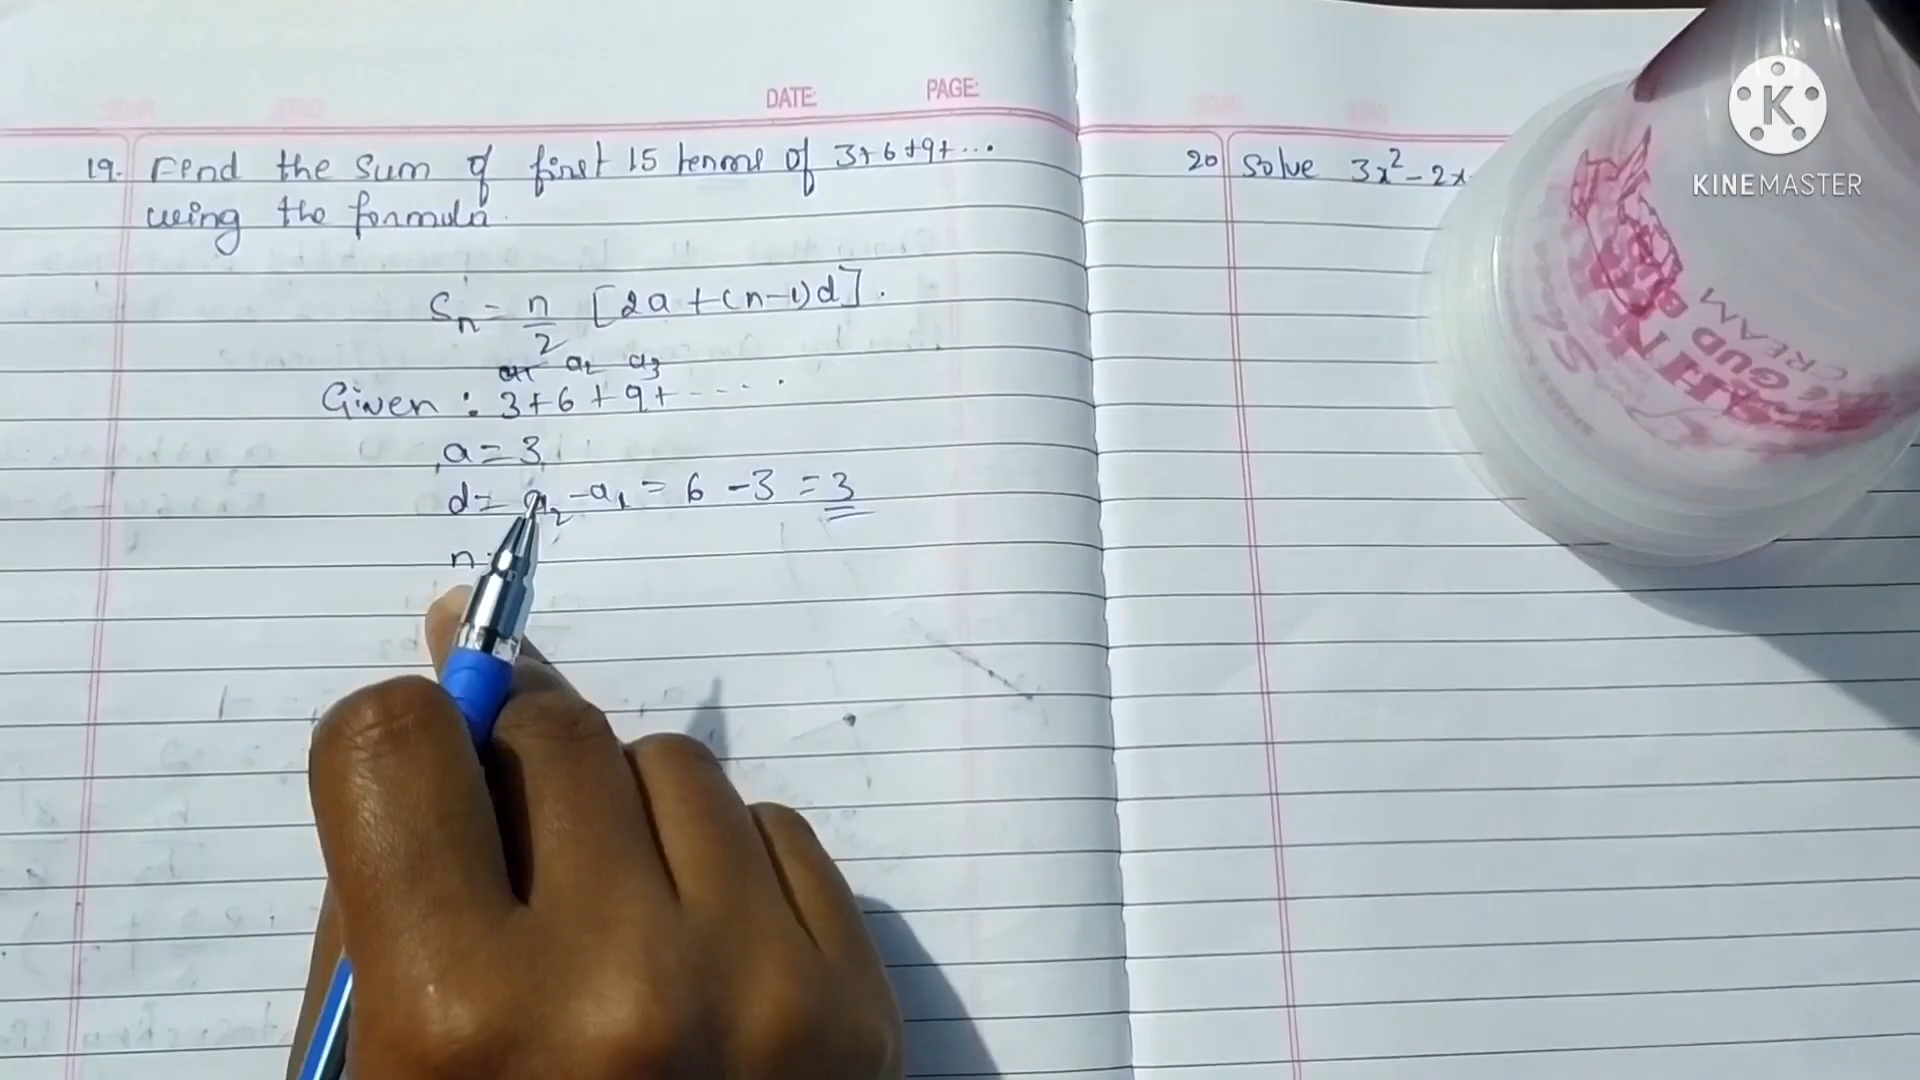 DATE: PAGE:
19. Find the sum of first 15 terms of 3+6+9+...
using the formula.
Sn = n/2 [2a+(n-1)d].
a1 a2 a3
Given : 3+6+9+-----.
a = 3
d = a2 - a1 = 6 - 3 = 3
n =
20 Solve 3x² - 2x
K
KINEMASTER
GUD
CREAM